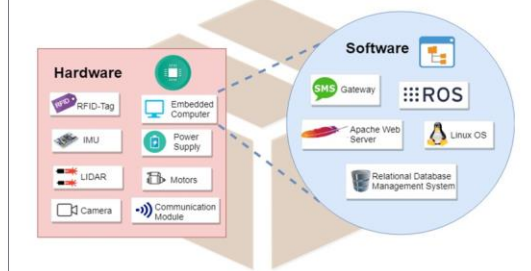 Hardware
RFID
RFID-Tag
Embedded
Computer
IMU
Power
Supply
LIDAR
Motors
Camera
Communication
Module
Software
SMS
Gateway
ROS
Apache Web
Server
Linux OS
Relational Database
Management System